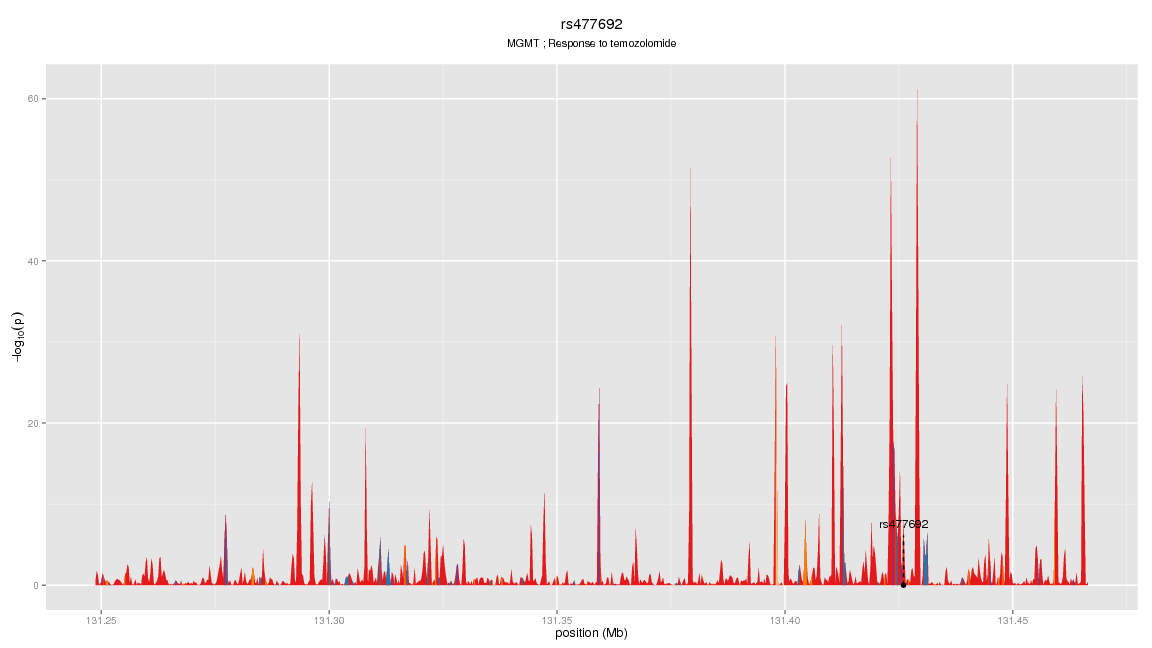 rs477692
MGMT ; Response to temozolomide
60
40
20
0
−log10(p)
rs477692
131.25
131.30
131.35
131.40
131.45
position (Mb)